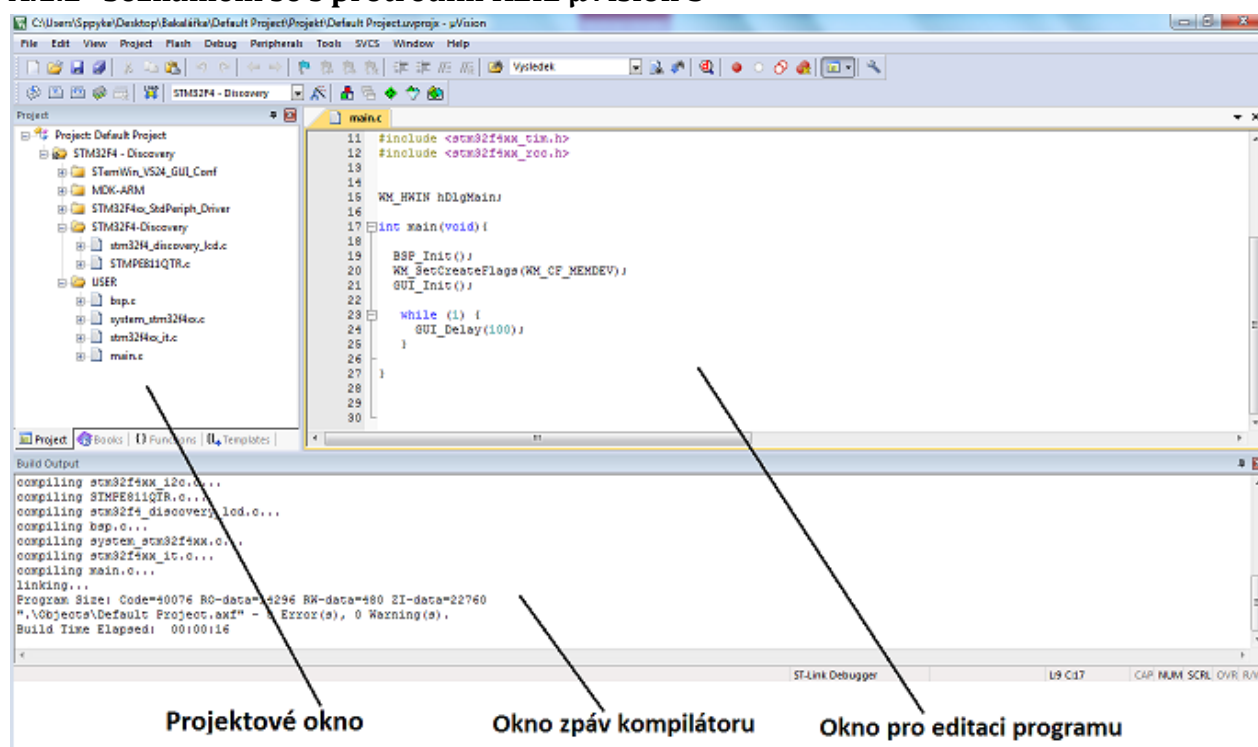 C:\Users\Sppyke\Desktop\Bakalářka\Default Project\Projekt\Default Project.uvprojx - µVision
File Edit View Project Flash Debug Peripherals Tools SVCS Window Help
Vysledek
STM32F4 - Discovery
Project
main.c
Project: Default Project
STM32F4 - Discovery
STemWin_VS24_GUI_Conf
MDK-ARM
STM32F4xx_StdPeriph_Driver
STM32F4-Discovery
stm32f4_discovery_lcd.c
STMPE811QTR.c
USER
bsp.c
system_stm32f4xx.c
stm32f4xx_it.c
main.c
Project Books {} Functions Templates
11 #include <stm32f4xx_tim.h>
12 #include <stm32f4xx_rcc.h>
13
14
15 WM_HWIN hDlgMain;
16
17 int main(void){
18
19 BSP_Init();
20 WM_SetCreateFlags(WM_CF_MEMDEV);
21 GUI_Init();
22
23 while (1) {
24 GUI_Delay(100);
25 }
26
27 }
28
29
30
Build Output
compiling stm32f4xx_i2c.c...
compiling STMPE811QTR.c...
compiling stm32f4_discovery_lcd.c...
compiling bsp.c...
compiling system_stm32f4xx.c...
compiling stm32f4xx_it.c...
compiling main.c...
linking...
Program Size: Code=40076 RO-data=14296 RW-data=480 ZI-data=22760
".\Objects\Default Project.axf" - 0 Error(s), 0 Warning(s).
Build Time Elapsed: 00:00:16
ST-Link Debugger L:9 C:17 CAP NUM SCRL OVR R/W
Projektové okno
Okno zpáv kompilátoru
Okno pro editaci programu